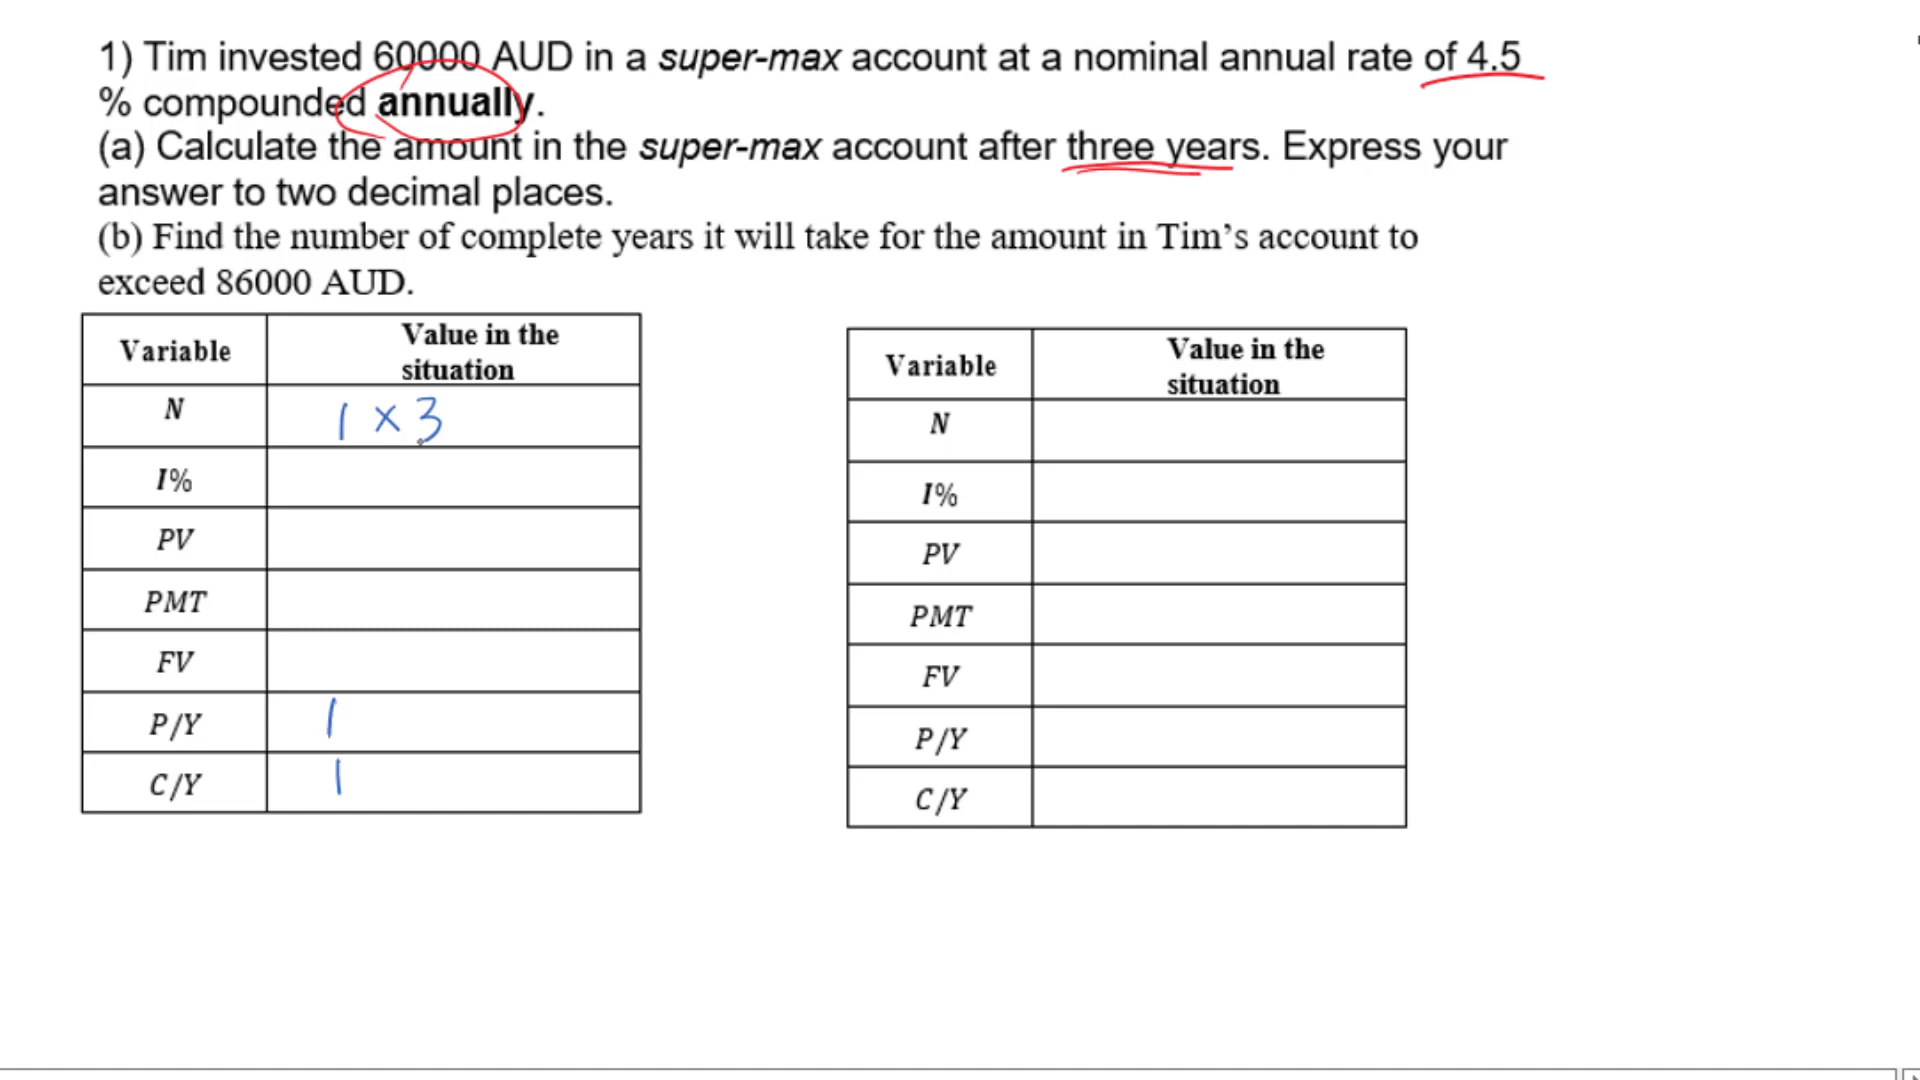 1) Tim invested 60000 AUD in a super-max account at a nominal annual rate of 4.5
% compounded annually.
(a) Calculate the amount in the super-max account after three years. Express your
answer to two decimal places.
(b) Find the number of complete years it will take for the amount in Tim's account to
exceed 86000 AUD.
Variable Value in the
situation
N 1 × 3
I%
PV
PMT
FV
P/Y 1
C/Y 1
Variable Value in the
situation
N
I%
PV
PMT
FV
P/Y
C/Y